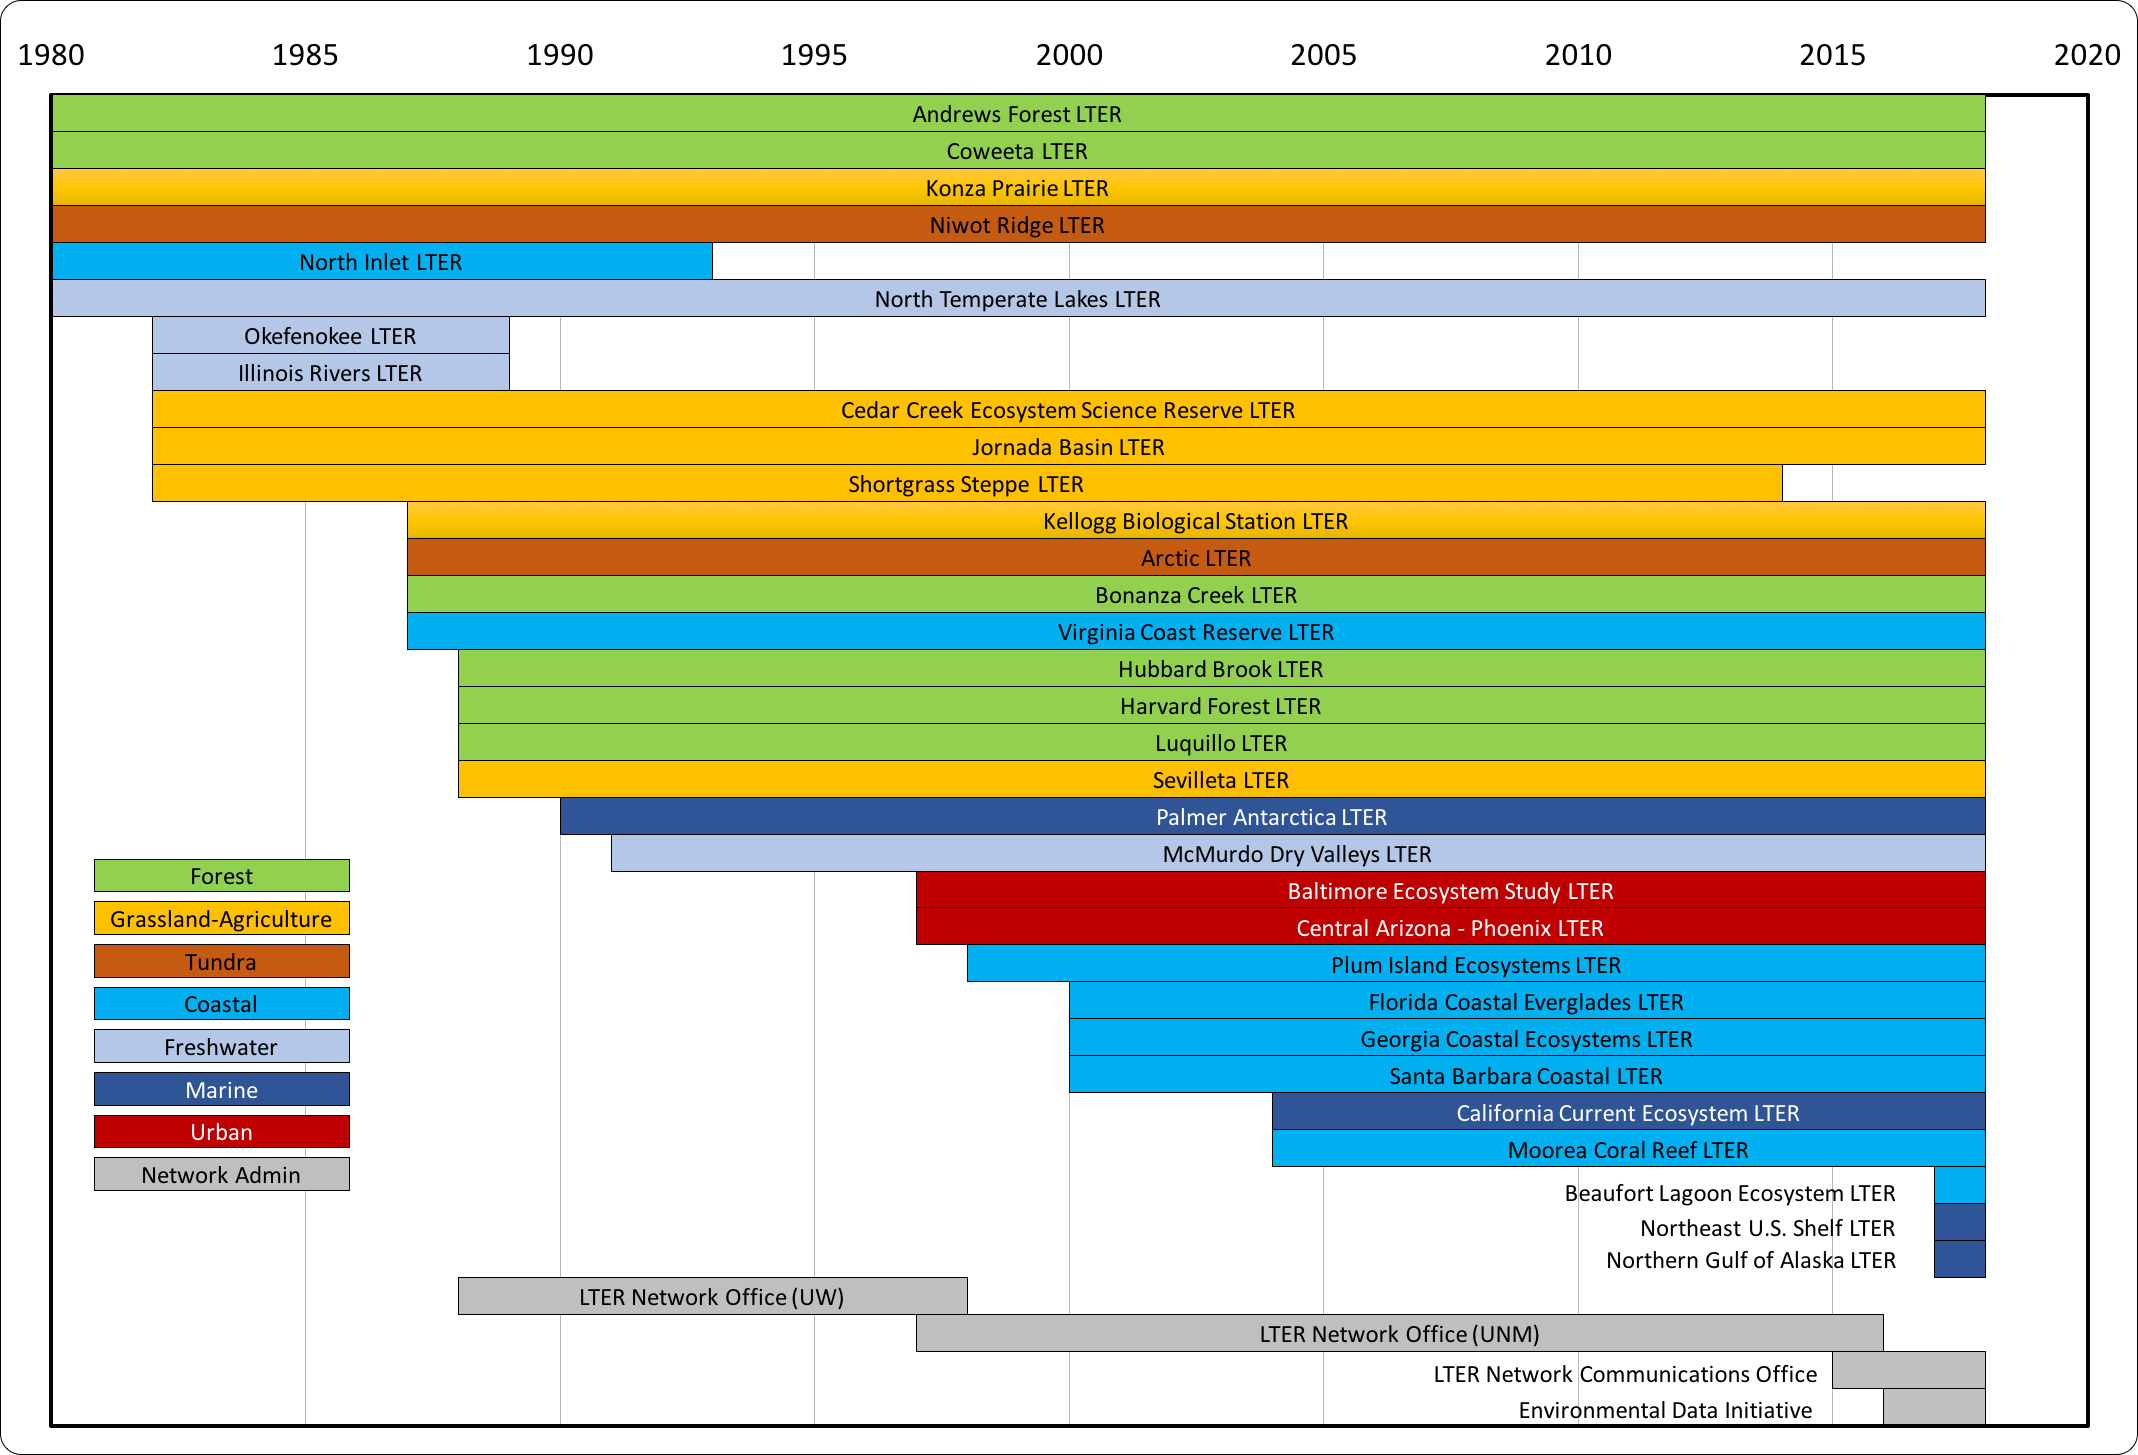 1980 1985 1990 1995 2000 2005 2010 2015 2020
Andrews Forest LTER
Coweeta LTER
Konza Prairie LTER
Niwot Ridge LTER
North Inlet LTER
North Temperate Lakes LTER
Okefenokee LTER
Illinois Rivers LTER
Cedar Creek Ecosystem Science Reserve LTER
Jornada Basin LTER
Shortgrass Steppe LTER
Kellogg Biological Station LTER
Arctic LTER
Bonanza Creek LTER
Virginia Coast Reserve LTER
Hubbard Brook LTER
Harvard Forest LTER
Luquillo LTER
Sevilleta LTER
Palmer Antarctica LTER
McMurdo Dry Valleys LTER
Baltimore Ecosystem Study LTER
Central Arizona - Phoenix LTER
Plum Island Ecosystems LTER
Florida Coastal Everglades LTER
Georgia Coastal Ecosystems LTER
Santa Barbara Coastal LTER
California Current Ecosystem LTER
Moorea Coral Reef LTER
Beaufort Lagoon Ecosystem LTER
Northeast U.S. Shelf LTER
Northern Gulf of Alaska LTER
LTER Network Office (UW)
LTER Network Office (UNM)
LTER Network Communications Office
Environmental Data Initiative
Forest
Grassland-Agriculture
Tundra
Coastal
Freshwater
Marine
Urban
Network Admin